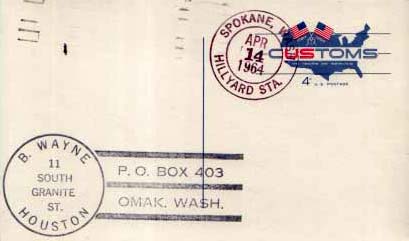 SPOKANE, W
APR
14
1964
HILLYARD STA.
CUSTOMS
4¢ U.S. POSTAGE
B. WAYNE
11
SOUTH
GRANITE
ST.
HOUSTON
P. O. BOX 403
OMAK, WASH.